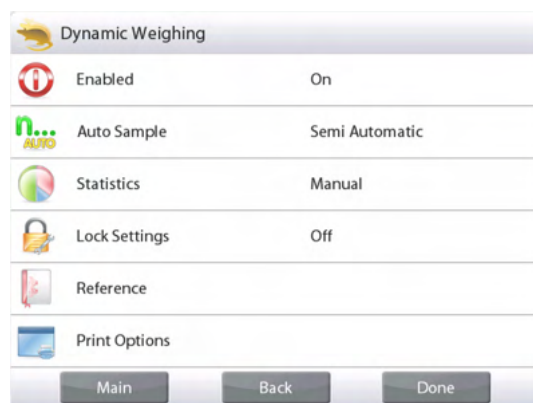 Dynamic Weighing
Enabled On
n... AUTO
Auto Sample Semi Automatic
Statistics Manual
Lock Settings Off
Reference
Print Options
Main Back Done